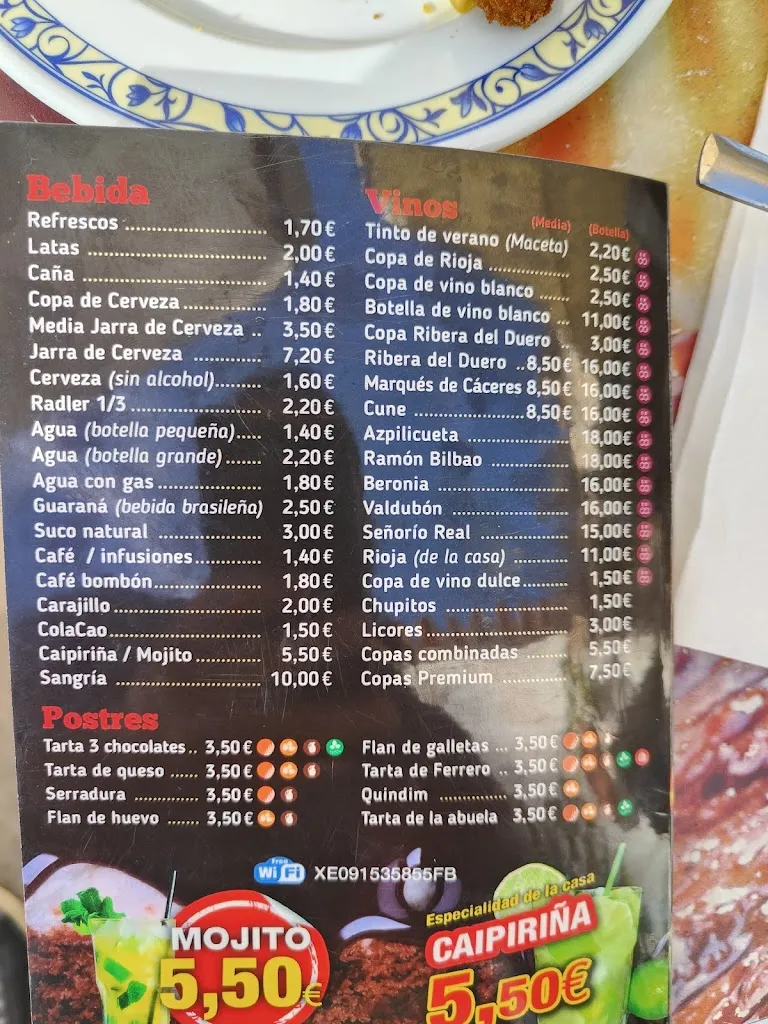 Bebida
Refrescos 1,70€
Latas 2,00€
Caña 1,40€
Copa de Cerveza 1,80€
Media Jarra de Cerveza .. 3,50€
Jarra de Cerveza 7,20€
Cerveza (sin alcohol) 1,60€
Radler 1/3 2,20€
Agua (botella pequeña) 1,40€
Agua (botella grande) 2,20€
Agua con gas 1,80€
Guaraná (bebida brasileña) 2,50€
Suco natural 3,00€
Café / infusiones 1,40€
Café bombón 1,80€
Carajillo 2,00€
ColaCao 1,50€
Caipiriña / Mojito 5,50€
Sangría 10,00€
Vinos (Media) (Botella)
Tinto de verano (Maceta) 2,20€
Copa de Rioja 2,50€
Copa de vino blanco 2,50€
Botella de vino blanco 11,00€
Copa Ribera del Duero 3,00€
Ribera del Duero ..8,50€ 16,00€
Marqués de Cáceres 8,50€ 16,00€
Cune 8,50€ 16,00€
Azpilicueta 18,00€
Ramón Bilbao 18,00€
Beronia 16,00€
Valdubón 16,00€
Señorío Real 15,00€
Rioja (de la casa) 11,00€
Copa de vino dulce 1,50€
Chupitos 1,50€
Licores 3,00€
Copas combinadas 5,50€
Copas Premium 7,50€
Postres
Tarta 3 chocolates.. 3,50€
Tarta de queso 3,50€
Serradura 3,50€
Flan de huevo 3,50€
Flan de galletas ... 3,50€
Tarta de Ferrero .. 3,50€
Quindim 3,50€
Tarta de la abuela 3,50€
Free
Wi Fi XE091535855FB
MOJITO
5,50€
Especialidad de la casa
CAIPIRIÑA
5,50€